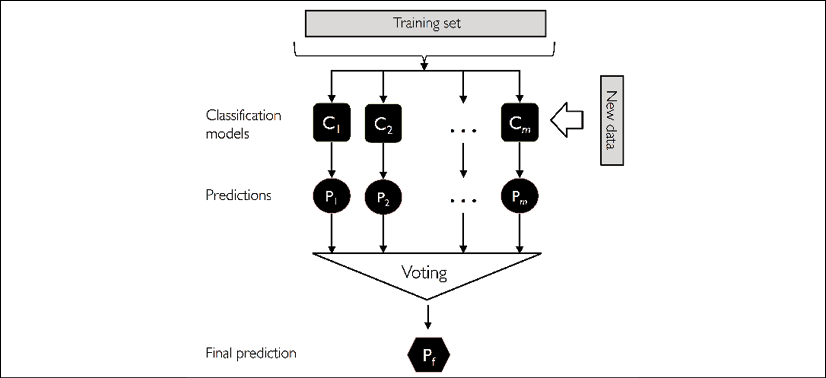 Training set
Classification
models
C1 C2 ... Cm
New data
Predictions
P1 P2 ... Pm
Voting
Final prediction
Pf